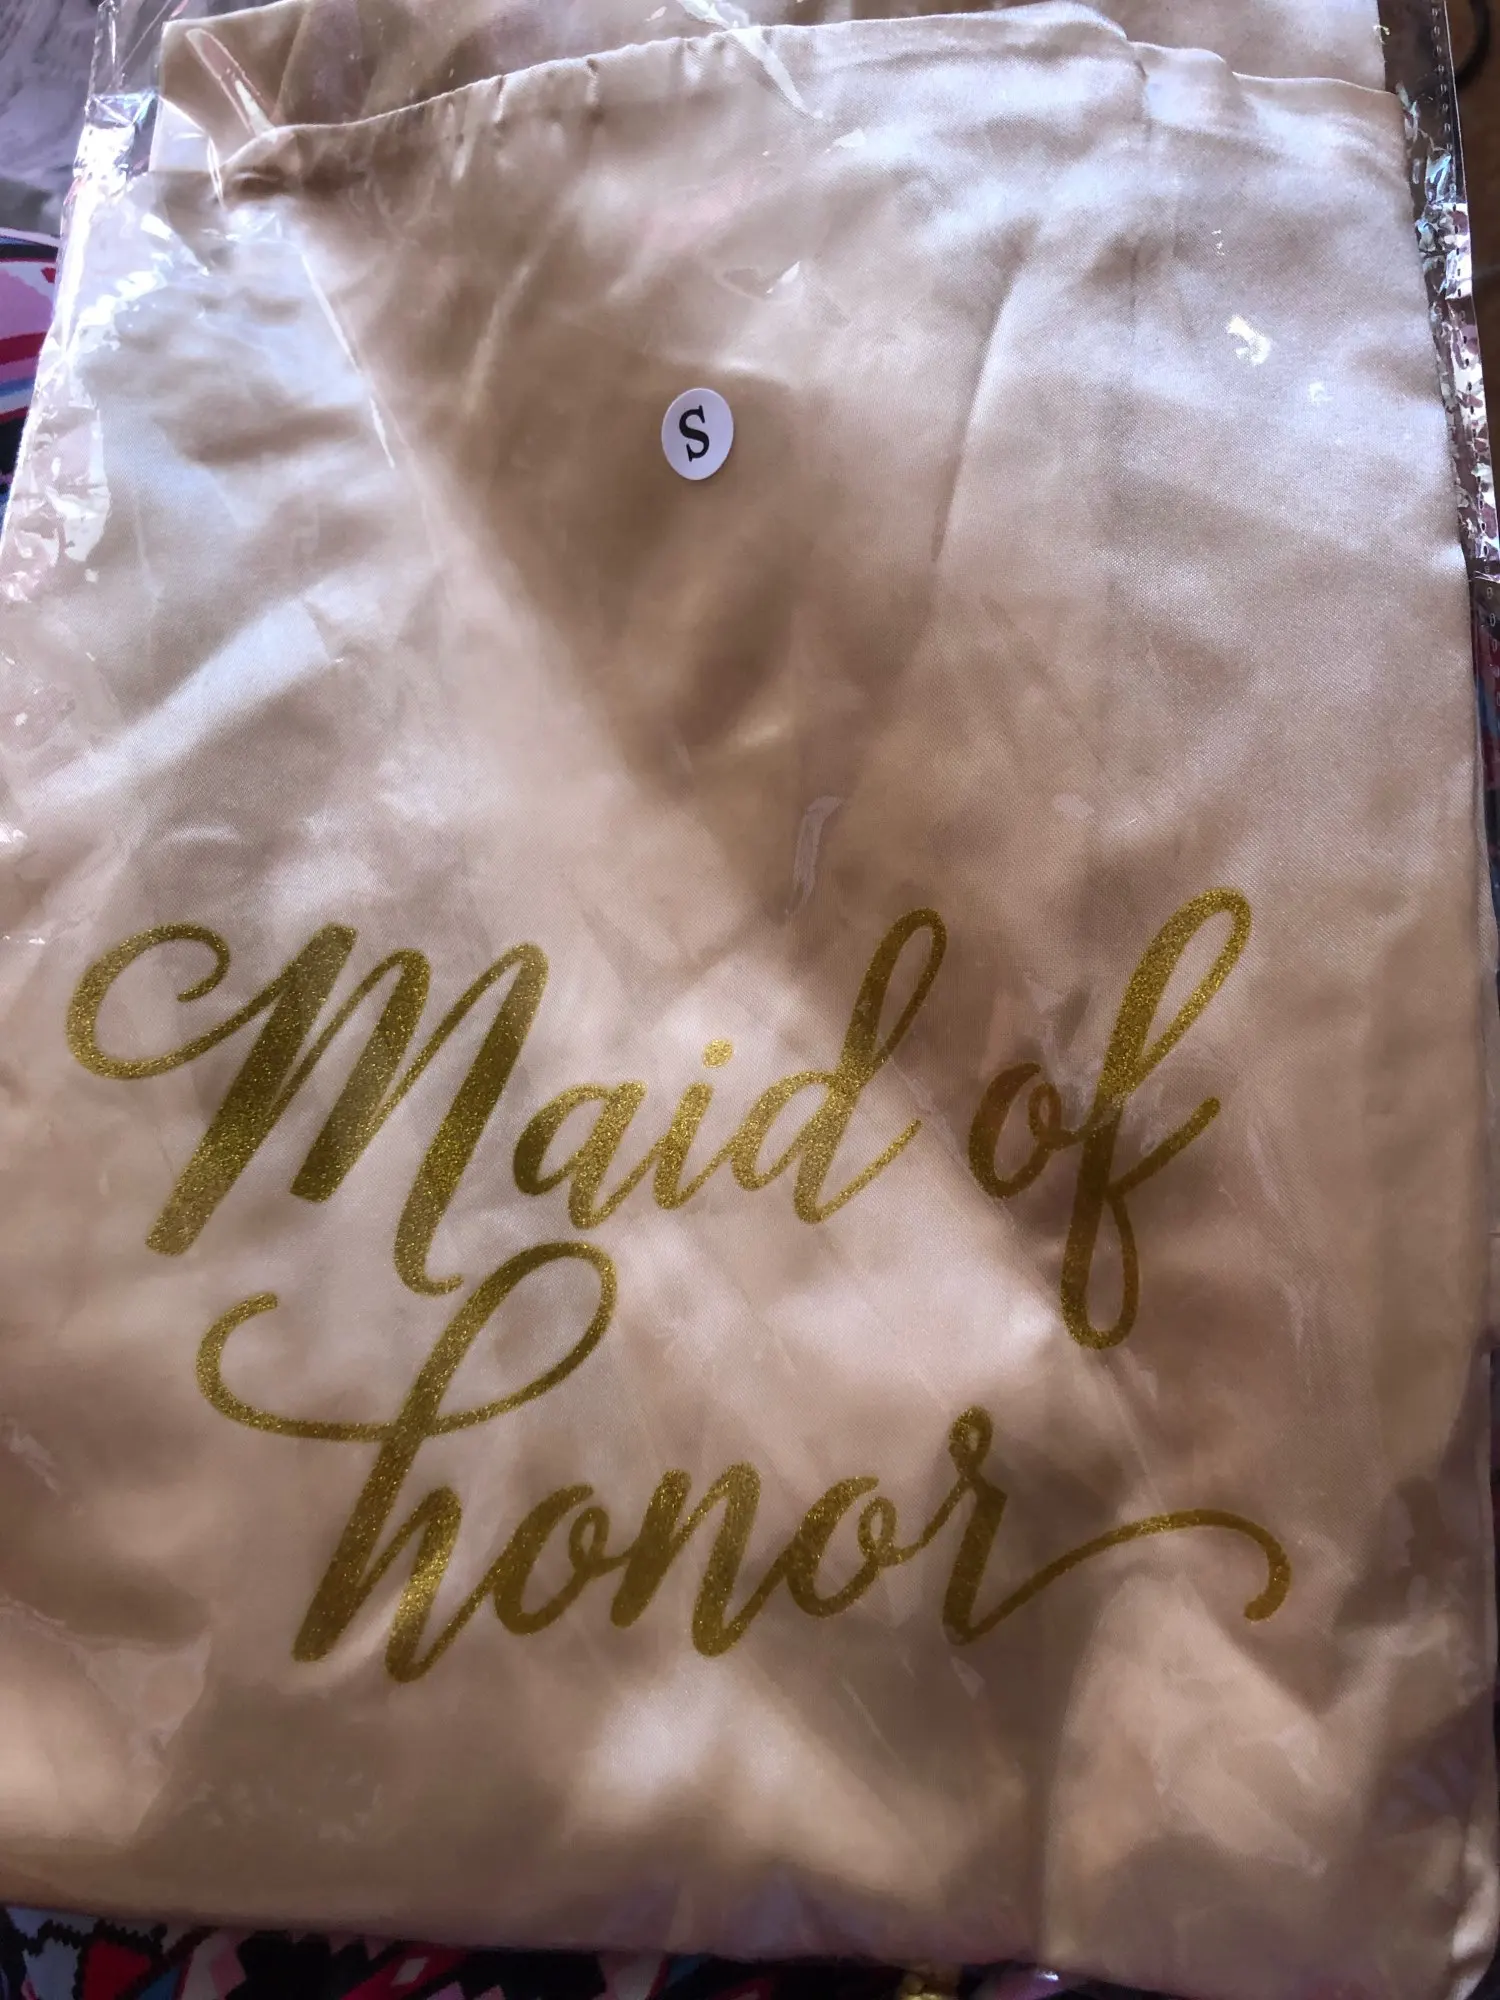 S
Maid of
honor